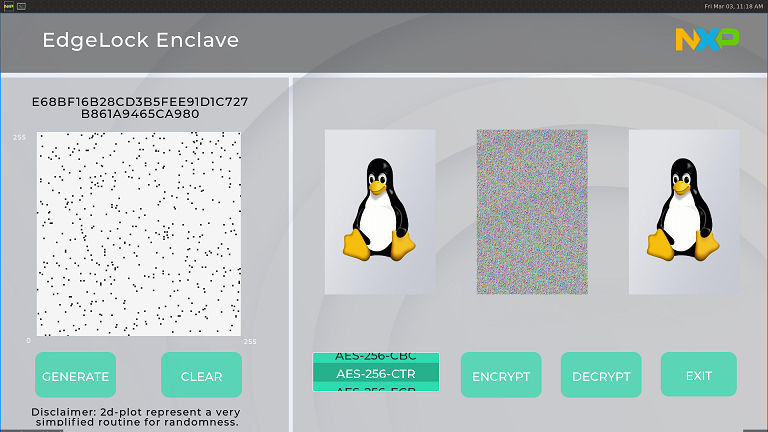 Fri Mar 03, 11:18 AM
EdgeLock Enclave
NXP
E68BF16B28CD3B5FEE91D1C727
B861A9465CA980
255
0
255
GENERATE
CLEAR
Disclaimer: 2d-plot represent a very
simplified routine for randomness.
AES-256-CBC
AES-256-CTR
AES-256-ECB
ENCRYPT
DECRYPT
EXIT